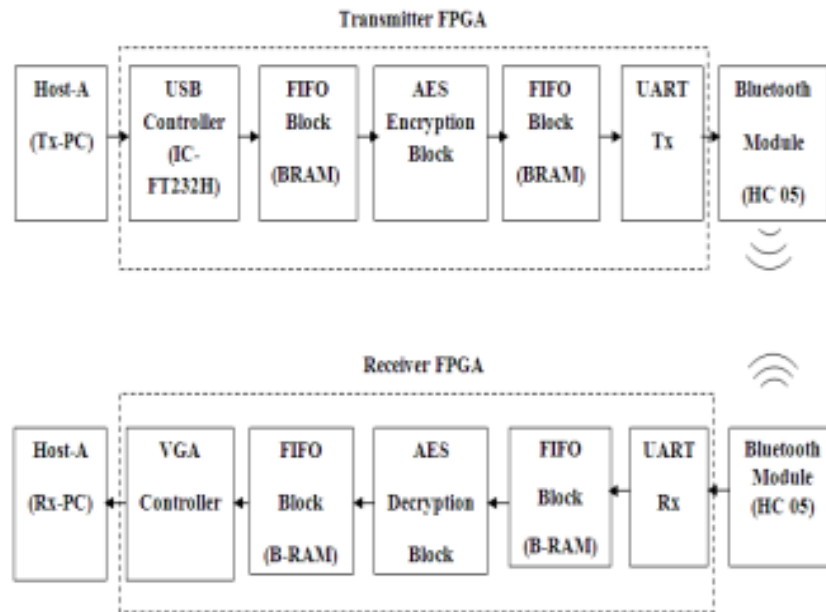 Transmitter FPGA
Host-A
(Tx-PC)
USB
Controller
(IC-
FT232H)
FIFO
Block
(BRAM)
AES
Encryption
Block
FIFO
Block
(BRAM)
UART
Tx
Bluetooth
Module
(HC 05)
Receiver FPGA
Host-A
(Rx-PC)
VGA
Controller
FIFO
Block
(B-RAM)
AES
Decryption
Block
FIFO
Block
(B-RAM)
UART
Rx
Bluetooth
Module
(HC 05)